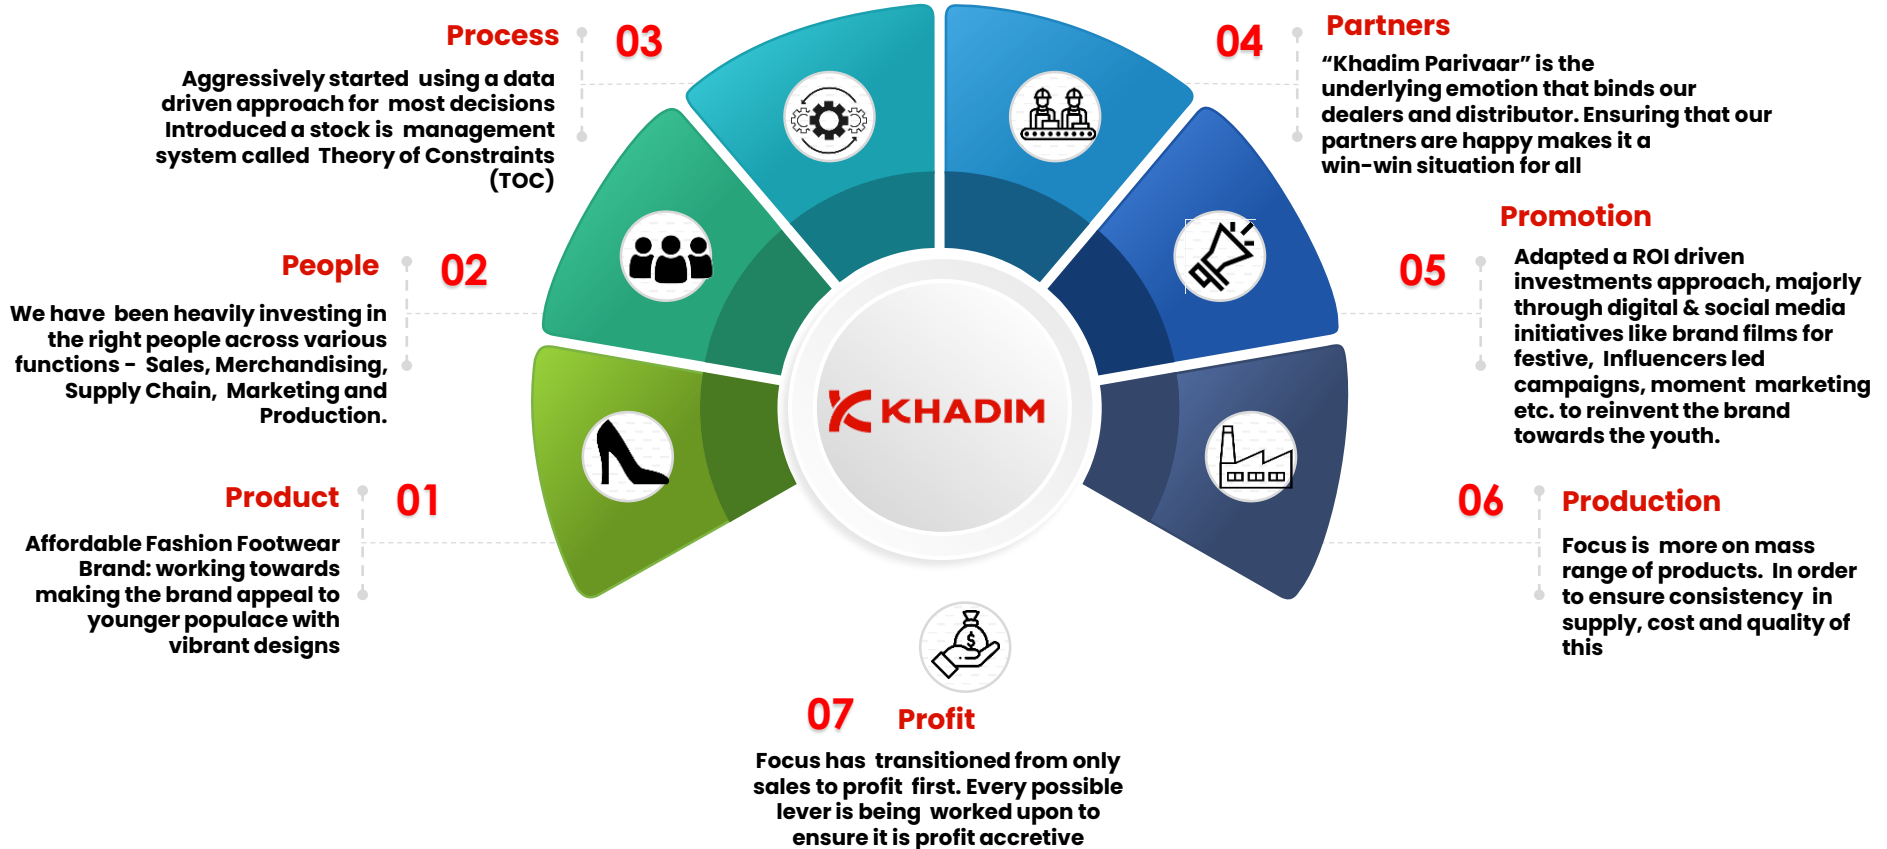 Process
03
Aggressively started using a data
driven approach for most decisions
Introduced a stock is management
system called Theory of Constraints
(TOC)
04
Partners
“Khadim Parivaar” is the
underlying emotion that binds our
dealers and distributor. Ensuring that our
partners are happy makes it a
win-win situation for all
People
02
We have been heavily investing in
the right people across various
functions - Sales, Merchandising,
Supply Chain, Marketing and
Production.
Promotion
05
Adapted a ROI driven
investments approach, majorly
through digital & social media
initiatives like brand films for
festive, Influencers led
campaigns, moment marketing
etc. to reinvent the brand
towards the youth.
KHADIM
Product
01
Affordable Fashion Footwear
Brand: working towards
making the brand appeal to
younger populace with
vibrant designs
06
Production
Focus is more on mass
range of products. In order
to ensure consistency in
supply, cost and quality of
this
$
07
Profit
Focus has transitioned from only
sales to profit first. Every possible
lever is being worked upon to
ensure it is profit accretive